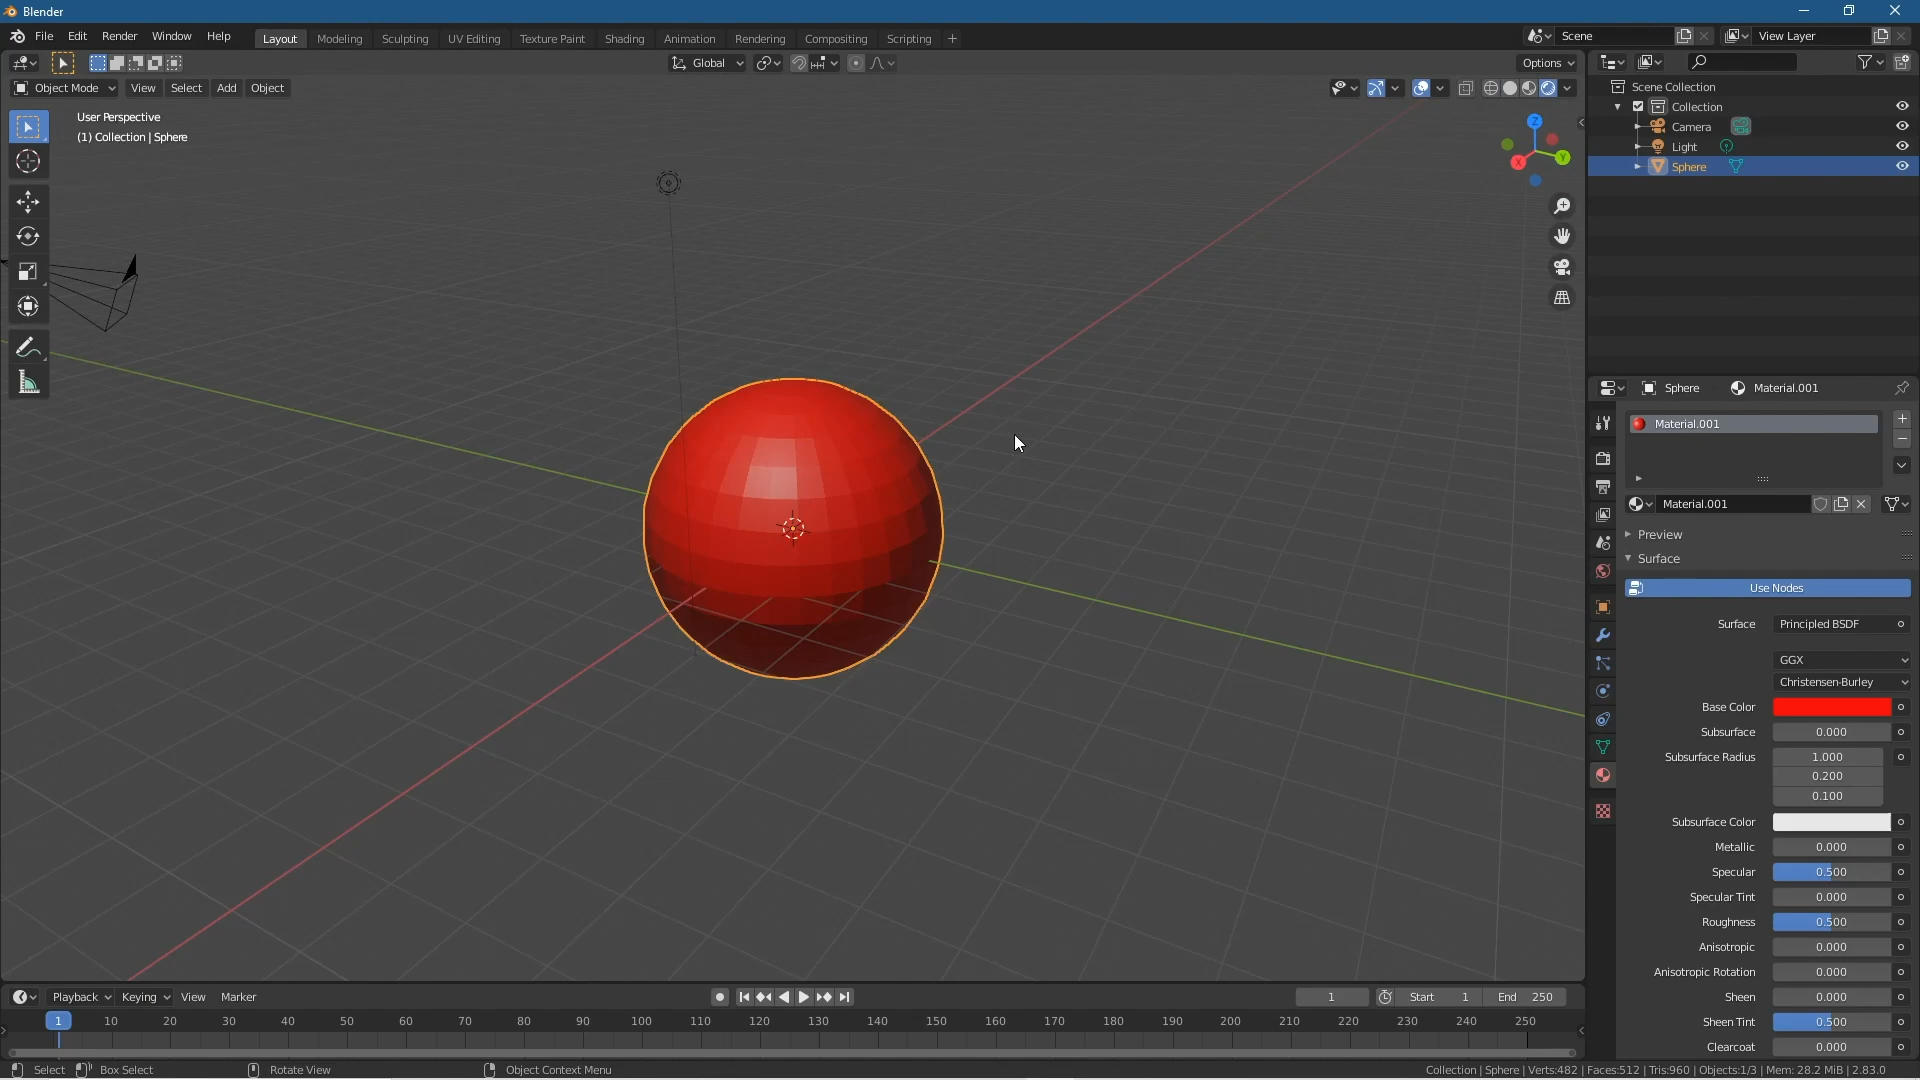 Blender
File Edit Render Window Help Layout Modeling Sculpting UV Editing Texture Paint Shading Animation Rendering Compositing Scripting + Scene View Layer
Global Options
Object Mode View Select Add Object
User Perspective
(1) Collection | Sphere
Z
X
Y
Scene Collection
Collection
Camera
Light
Sphere
Sphere Material.001
Material.001
Material.001
Preview
Surface
Use Nodes
Surface Principled BSDF
GGX
Christensen-Burley
Base Color
Subsurface 0.000
Subsurface Radius 1.000
0.200
0.100
Subsurface Color
Metallic 0.000
Specular 0.500
Specular Tint 0.000
Roughness 0.500
Anisotropic 0.000
Anisotropic Rotation 0.000
Sheen 0.000
Sheen Tint 0.500
Clearcoat 0.000
Playback Keying View Marker 1 Start 1 End 250
1 10 20 30 40 50 60 70 80 90 100 110 120 130 140 150 160 170 180 190 200 210 220 230 240 250
Select Box Select Rotate View Object Context Menu Collection | Sphere | Verts:482 | Faces:512 | Tris:960 | Objects:1/3 | Mem: 28.2 MiB | 2.83.0